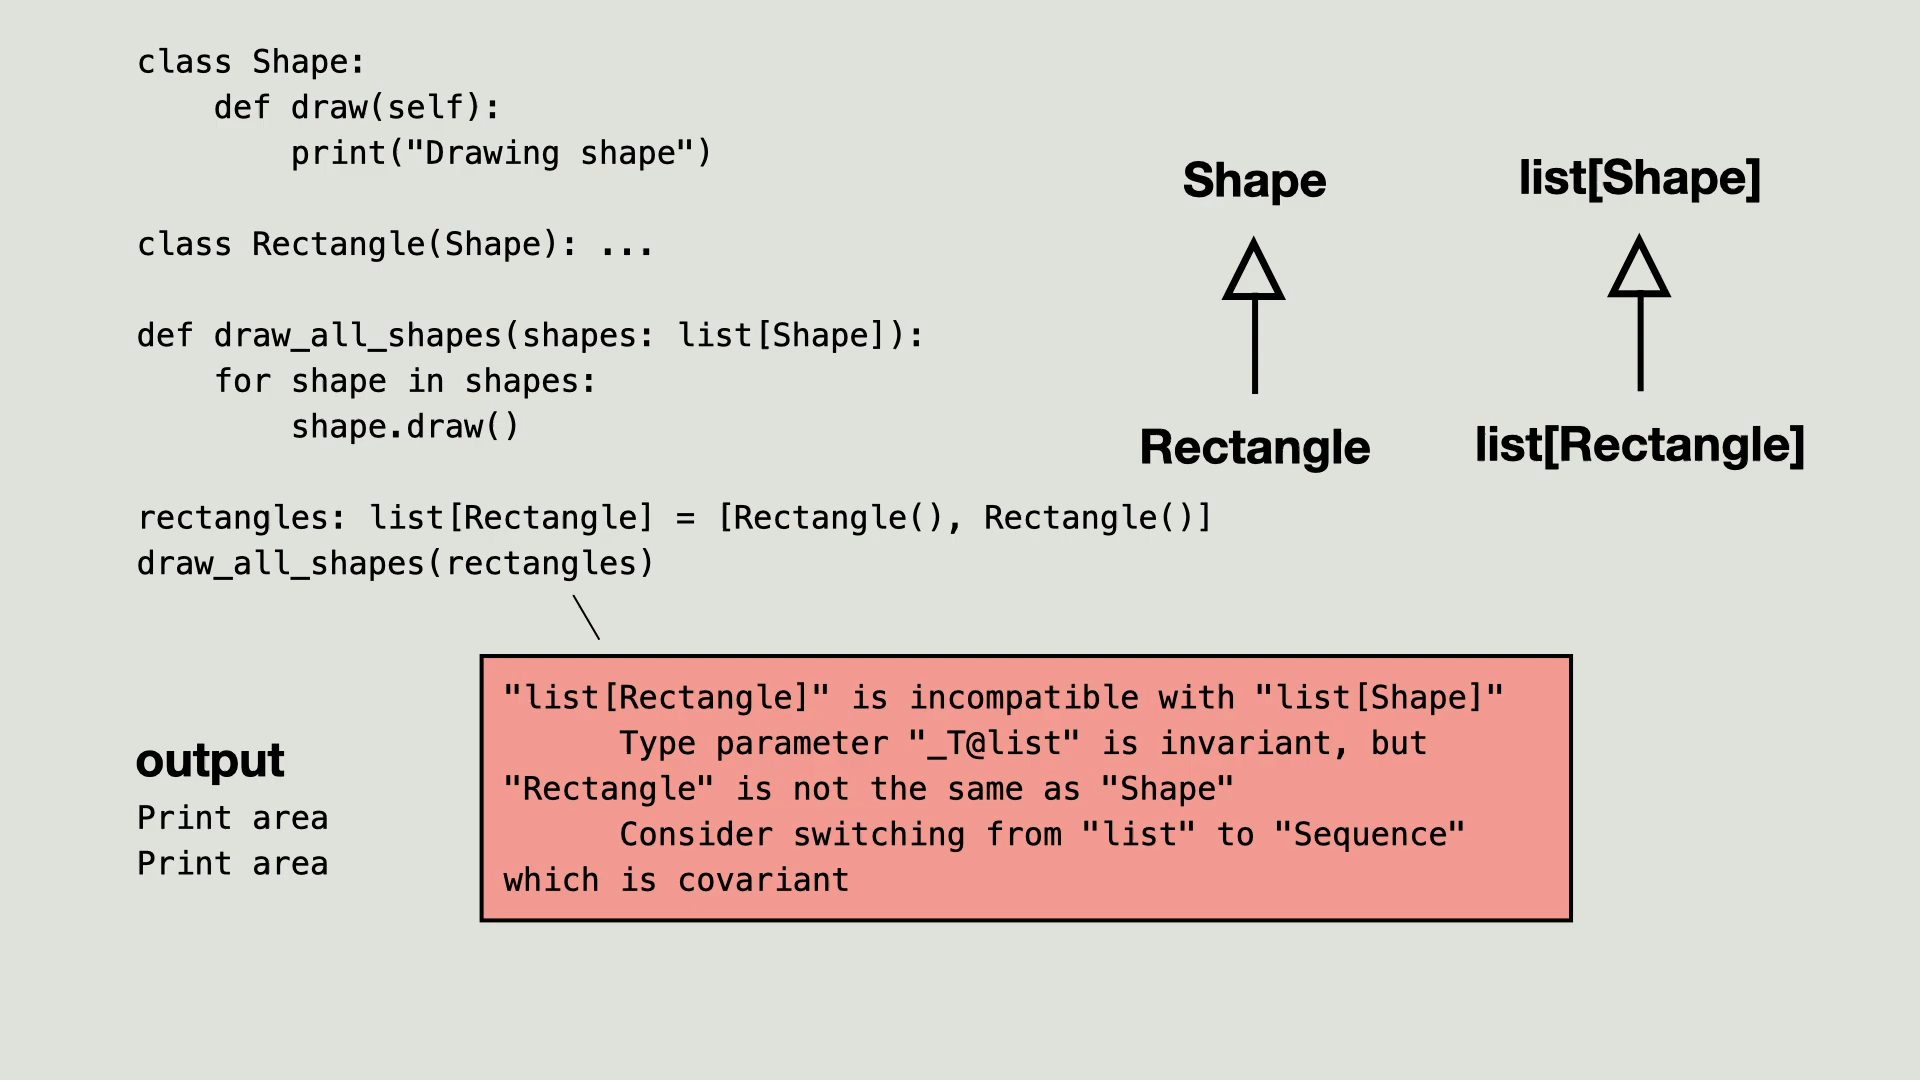 class Shape:
    def draw(self):
        print("Drawing shape")
class Rectangle(Shape): ...
def draw_all_shapes(shapes: list[Shape]):
    for shape in shapes:
        shape.draw()
rectangles: list[Rectangle] = [Rectangle(), Rectangle()]
draw_all_shapes(rectangles)
Shape
Rectangle
list[Shape]
list[Rectangle]
"list[Rectangle]" is incompatible with "list[Shape]"
      Type parameter "_T@list" is invariant, but
"Rectangle" is not the same as "Shape"
      Consider switching from "list" to "Sequence"
which is covariant
output
Print area
Print area